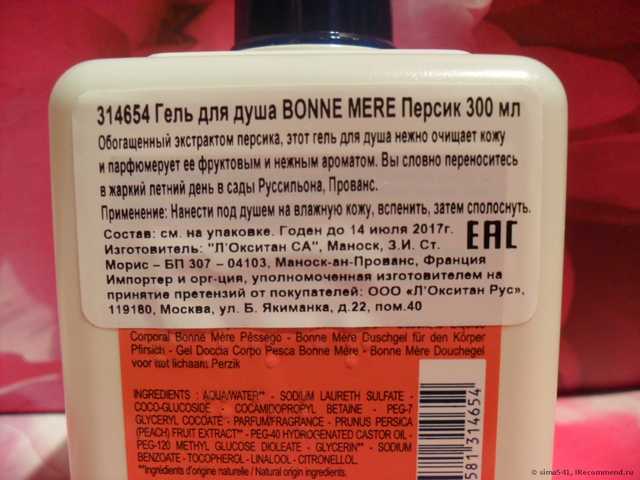 314654 Гель для душа BONNE MERE Персик 300 мл
Обогащенный экстрактом персика, этот гель для душа нежно очищает кожу
и парфюмерует ее фруктовым и нежным ароматом. Вы словно переноситесь
в жаркий летний день в сады Руссильона, Прованс.
Применение: Нанести под душем на влажную кожу, вспенить, затем сполоснуть.
Состав: см. на упаковке. Годен до 14 июля 2017г.
Изготовитель: "Л'Окситан СА", Маноск, З.И. Ст.
Морис – БП 307 – 04103, Маноск-ан-Прованс, Франция
Импортер и орг-ция, уполномоченная изготовителем на
принятие претензий от покупателей: ООО «Л'Окситан Рус»,
119180, Москва, ул. Б. Якиманка, д.22, пом.40
EAC
Corporal Bonne Mère Pêssego - Bonne Mère Duschgel für den Körper
Pfirsich - Gel Doccia Corpo Pesca Bonne Mère - Bonne Mère Douchegel
voor het lichaam Perzik
INGREDIENTS : AQUA/WATER** - SODIUM LAURETH SULFATE -
COCO-GLUCOSIDE - COCAMIDOPROPYL BETAINE - PEG-7
GLYCERYL COCOATE - PARFUM/FRAGRANCE - PRUNUS PERSICA
(PEACH) FRUIT EXTRACT** - PEG-40 HYDROGENATED CASTOR OIL -
PEG-120 METHYL GLUCOSE DIOLEATE - GLYCERIN** - SODIUM
BENZOATE - TOCOPHEROL - LINALOOL - CITRONELLOL.
**Ingrédients d'origine naturelle / Natural origin ingredients.
581 314654
© sima541, IRecommend.ru